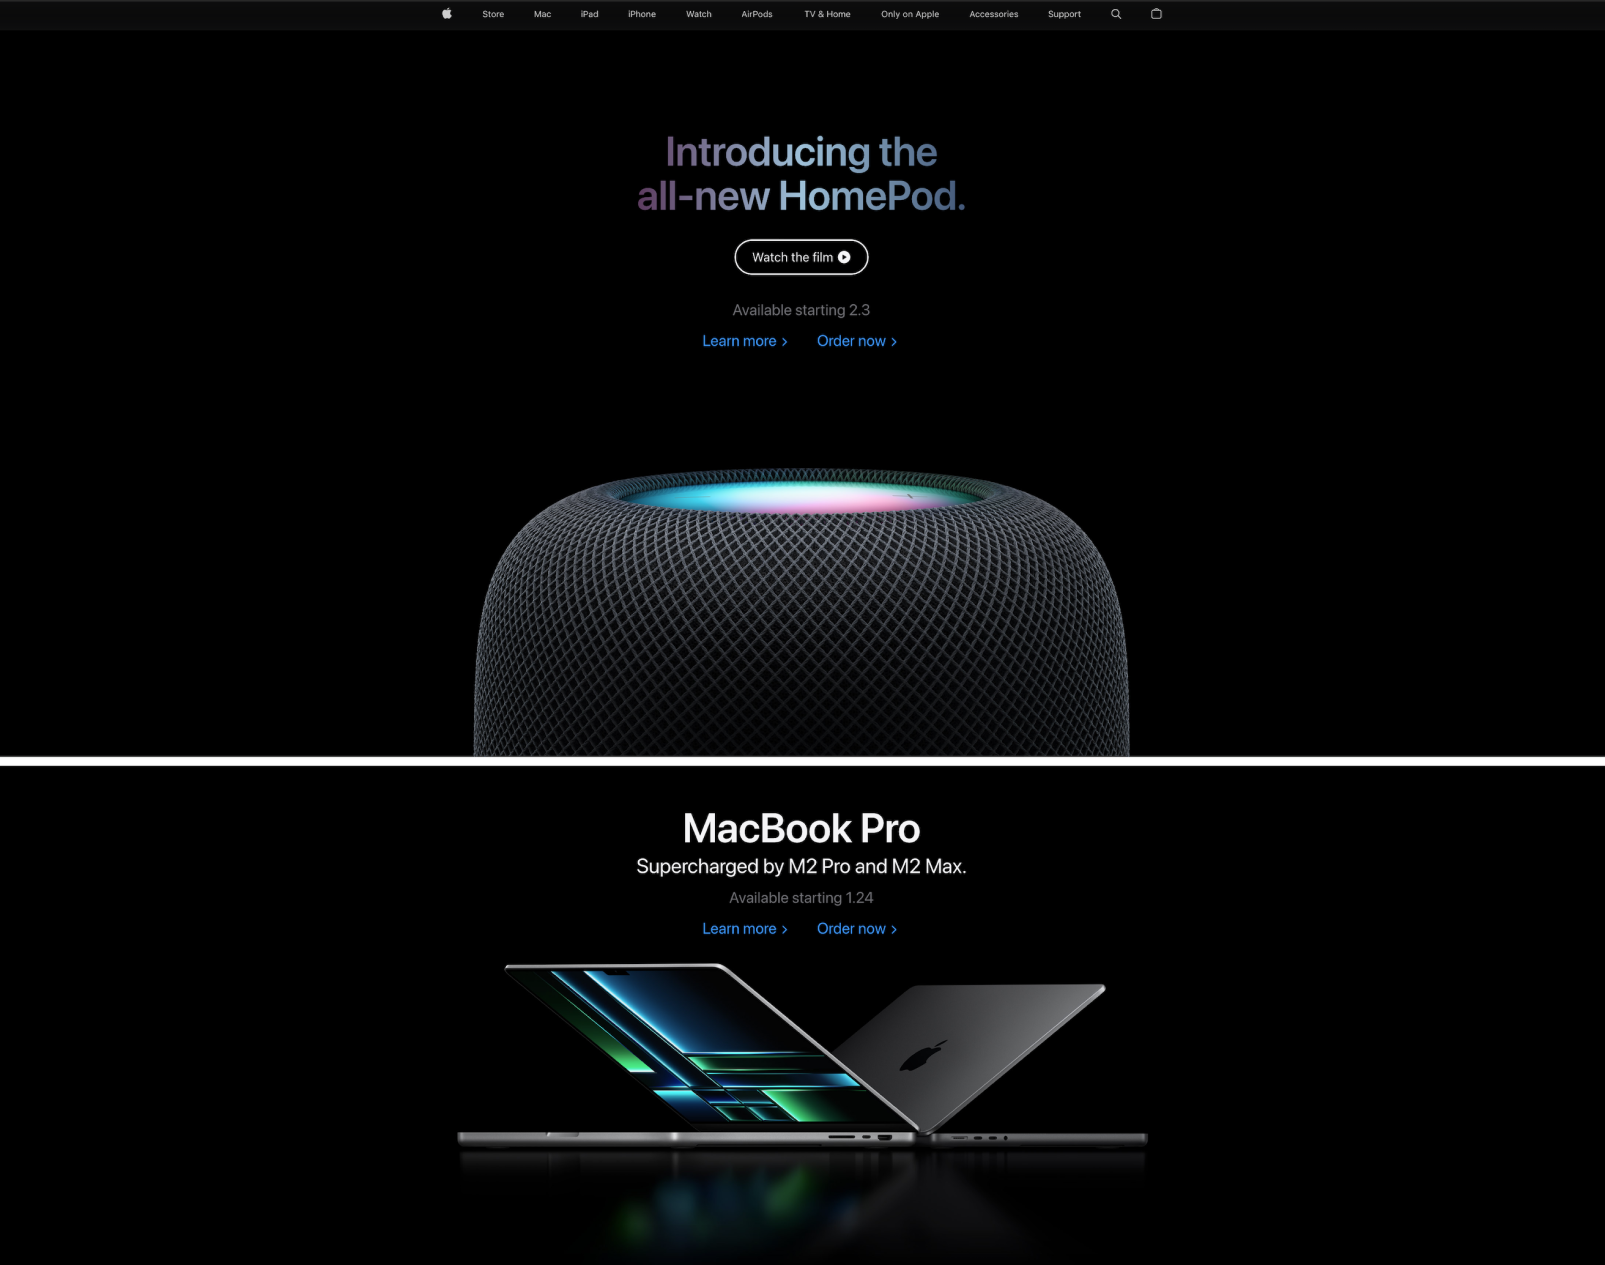 Store Mac iPad iPhone Watch AirPods TV & Home Only on Apple Accessories Support
Introducing the
all-new HomePod.
Watch the film
Available starting 2.3
Learn more > Order now >
MacBook Pro
Supercharged by M2 Pro and M2 Max.
Available starting 1.24
Learn more > Order now >